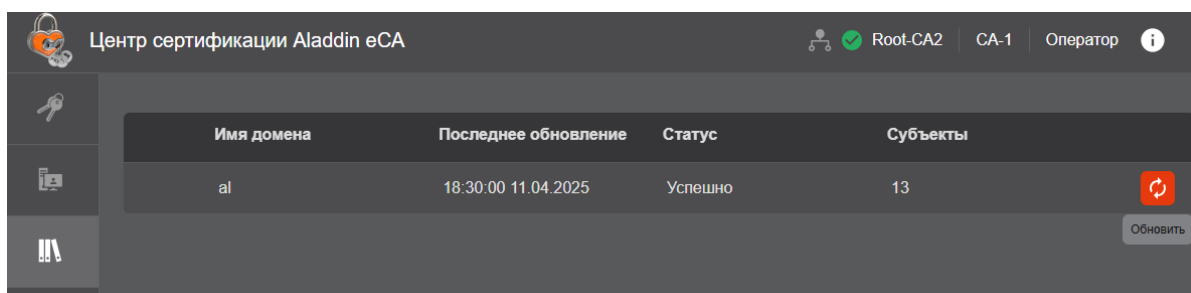 Центр сертификации Aladdin eCA Root-CA2 CA-1 Оператор i
Имя домена Последнее обновление Статус Субъекты
al 18:30:00 11.04.2025 Успешно 13
Обновить